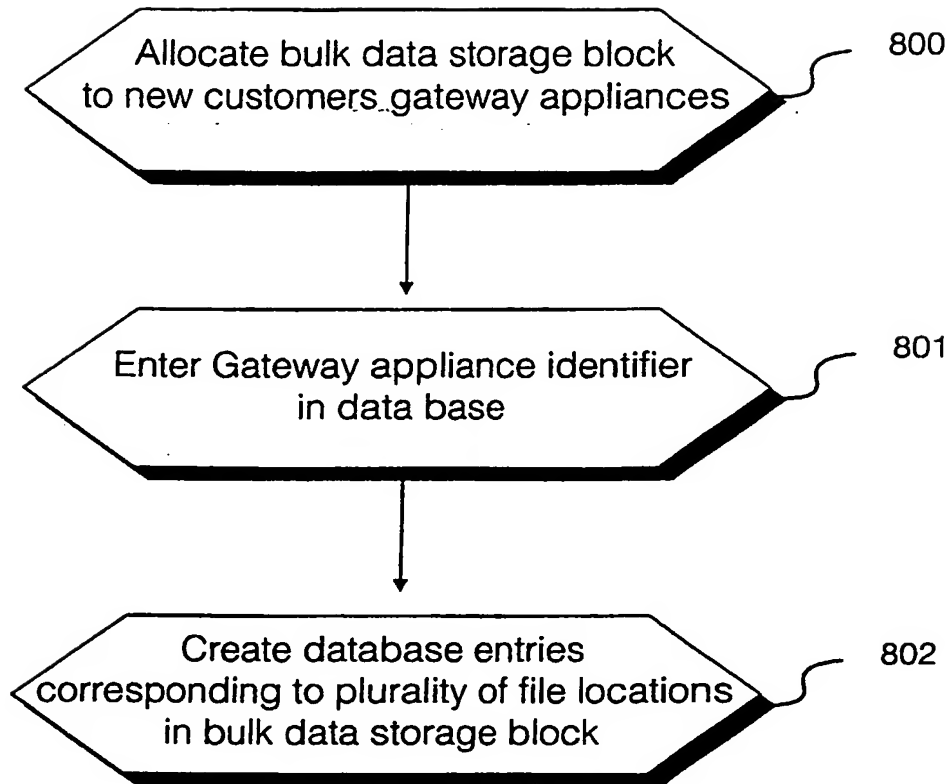 Allocate bulk data storage block
to new customers gateway appliances
800
Enter Gateway appliance identifier
in data base
801
Create database entries
corresponding to plurality of file locations
in bulk data storage block
802